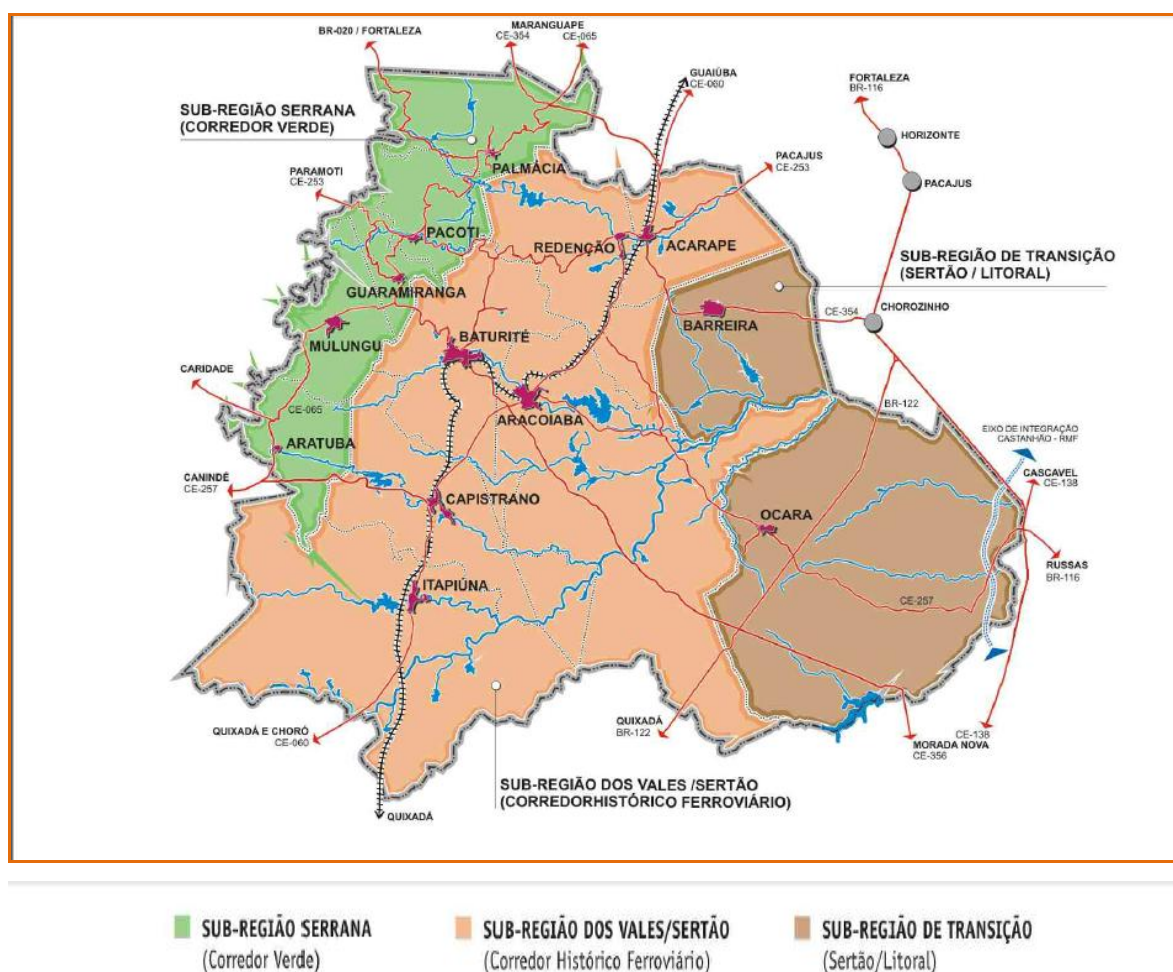 BR-020 / FORTALEZA
MARANGUAPE
CE-354
CE-065
GUAIÚBA
CE-060
FORTALEZA
BR-116
HORIZONTE
PACAJUS
SUB-REGIÃO SERRANA
(CORREDOR VERDE)
PALMÁCIA
PACAJUS
CE-253
PARAMOTI
CE-253
PACOTI
REDENÇÃO
ACARAPE
SUB-REGIÃO DE TRANSIÇÃO
(SERTÃO / LITORAL)
GUARAMIRANGA
CHOROZINHO
CE-354
BARREIRA
MULUNGU
BATURITÉ
CARIDADE
CE-065
ARACOIABA
BR-122
ARATUBA
EIXO DE INTEGRAÇÃO
CASTANHÃO - RMF
CASCAVEL
CE-138
CANINDÉ
CE-257
CAPISTRANO
OCARA
RUSSAS
BR-116
ITAPIÚNA
CE-257
QUIXADÁ E CHORÓ
CE-060
QUIXADÁ
BR-122
CE-138
MORADA NOVA
CE-356
SUB-REGIÃO DOS VALES /SERTÃO
(CORREDORHISTÓRICO FERROVIÁRIO)
QUIXADÁ
SUB-REGIÃO SERRANA
(Corredor Verde)
SUB-REGIÃO DOS VALES/SERTÃO
(Corredor Histórico Ferroviário)
SUB-REGIÃO DE TRANSIÇÃO
(Sertão/Litoral)